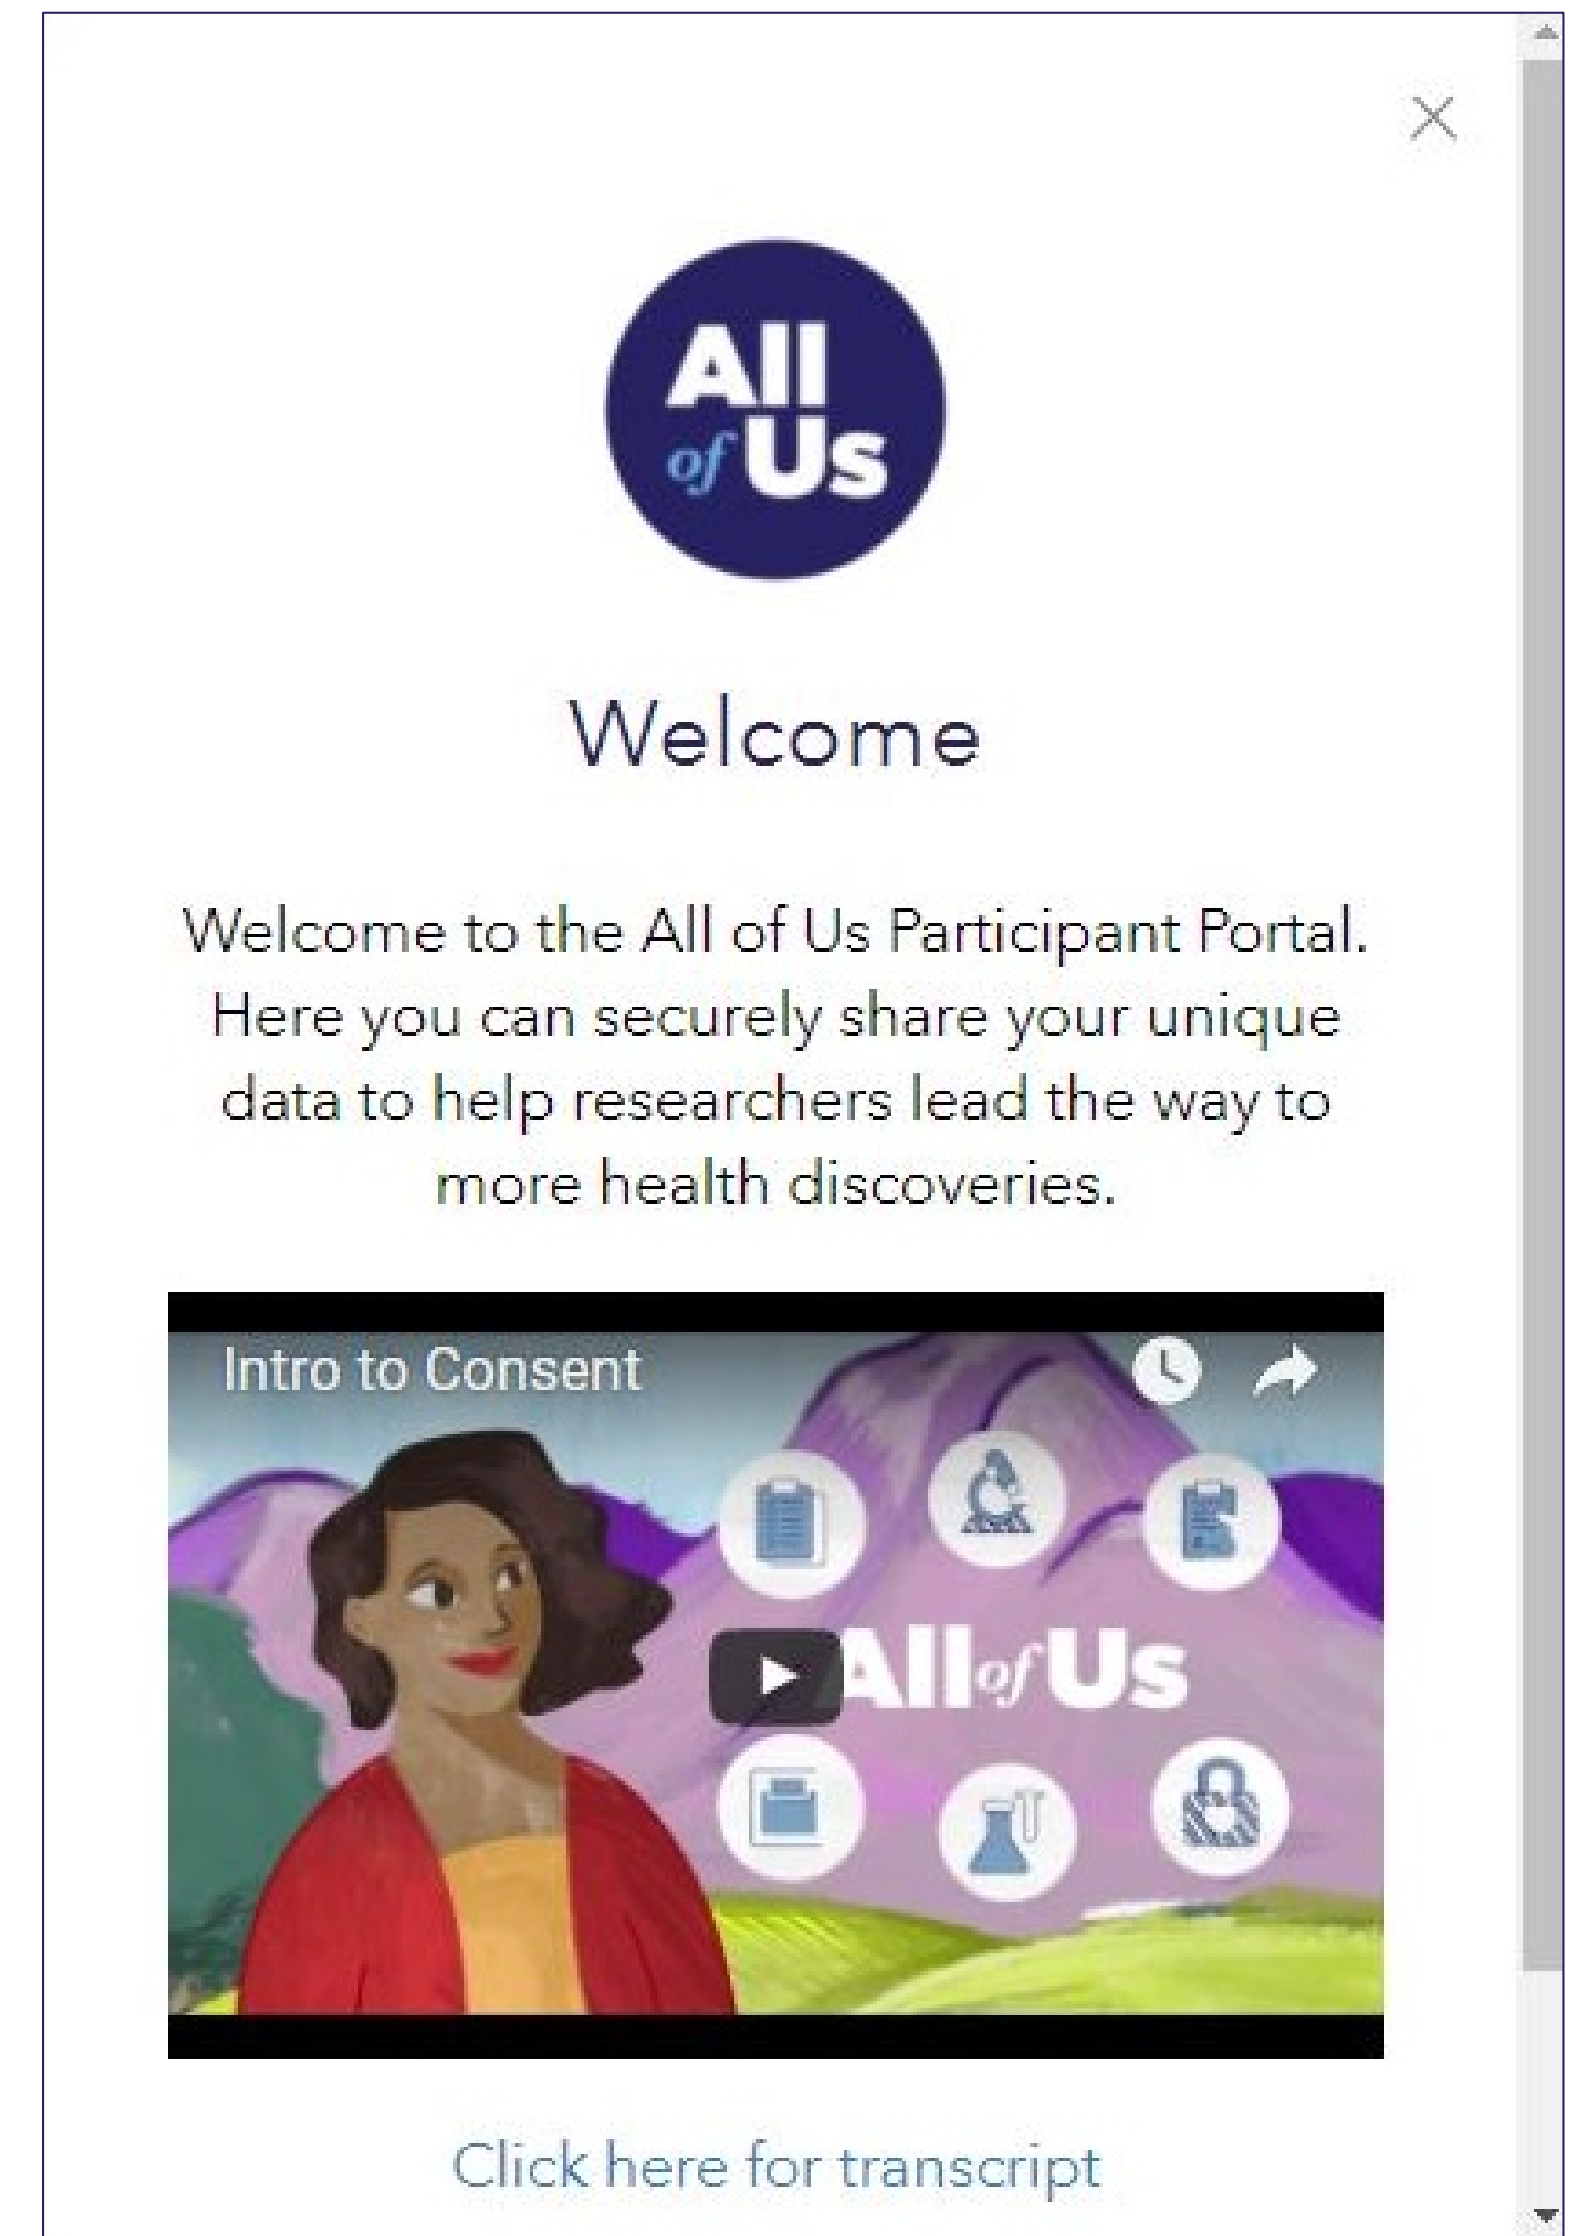 All
of Us
Welcome
Welcome to the All of Us Participant Portal.
Here you can securely share your unique
data to help researchers lead the way to
more health discoveries.
Intro to Consent
All of Us
Click here for transcript